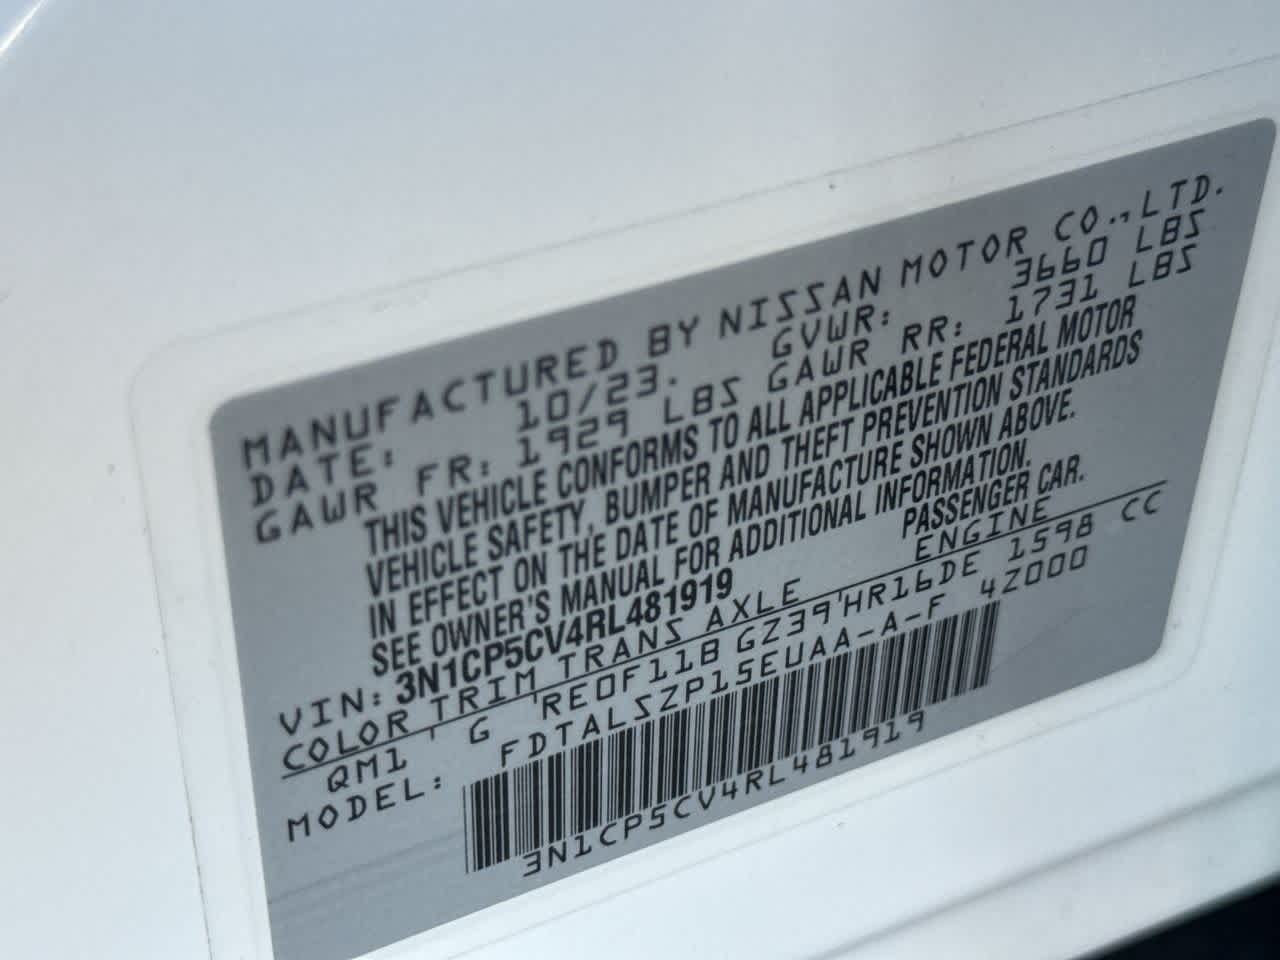 MANUFACTURED BY NISSAN MOTOR CO., LTD.
DATE: 10/23. GVWR: 3660 LBS
GAWR FR: 1929 LBS GAWR RR: 1731 LBS
THIS VEHICLE CONFORMS TO ALL APPLICABLE FEDERAL MOTOR
VEHICLE SAFETY, BUMPER AND THEFT PREVENTION STANDARDS
IN EFFECT ON THE DATE OF MANUFACTURE SHOWN ABOVE.
SEE OWNER'S MANUAL FOR ADDITIONAL INFORMATION.
VIN: 3N1CP5CV4RL481919 PASSENGER CAR.
COLOR TRIM TRANS AXLE ENGINE
QM1 G RE0F11B GZ39 HR16DE 1598 CC
MODEL: FDTALSZP15EUAA-A-F 4Z000
3N1CP5CV4RL481919